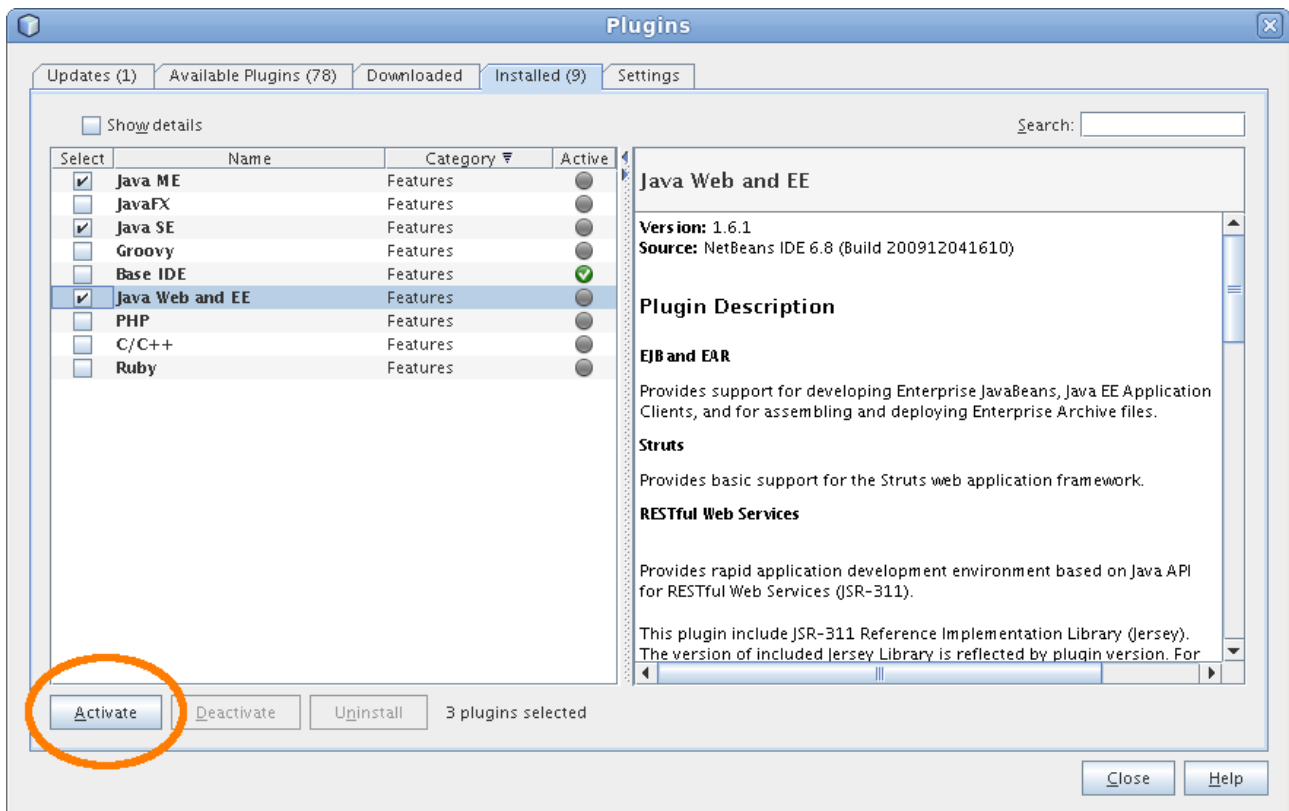 Plugins
Updates (1) Available Plugins (78) Downloaded Installed (9) Settings
Show details Search:
Select Name Category Active
Java ME Features
JavaFX Features
Java SE Features
Groovy Features
Base IDE Features
Java Web and EE Features
PHP Features
C/C++ Features
Ruby Features
Java Web and EE
Version: 1.6.1
Source: NetBeans IDE 6.8 (Build 200912041610)
Plugin Description
EJB and EAR
Provides support for developing Enterprise JavaBeans, Java EE Application
Clients, and for assembling and deploying Enterprise Archive files.
Struts
Provides basic support for the Struts web application framework.
RESTful Web Services
Provides rapid application development environment based on Java API
for RESTful Web Services (JSR-311).
This plugin include JSR-311 Reference Implementation Library (Jersey).
The version of included Jersey Library is reflected by plugin version. For
Activate Deactivate Uninstall 3 plugins selected
Close Help